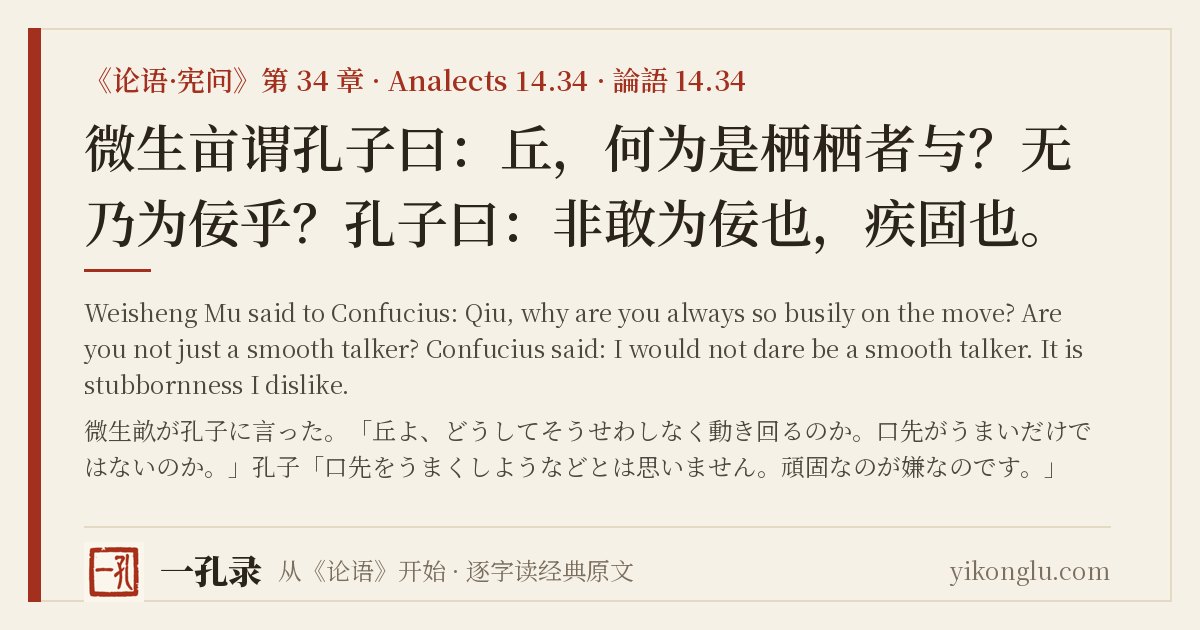 《论语·宪问》第 34 章 · Analects 14.34 · 論語 14.34
微生亩谓孔子曰：丘，何为是栖栖者与？无
乃为佞乎？孔子曰：非敢为佞也，疾固也。
Weisheng Mu said to Confucius: Qiu, why are you always so busily on the move? Are
you not just a smooth talker? Confucius said: I would not dare be a smooth talker. It is
stubbornness I dislike.
微生畝が孔子に言った。「丘よ、どうしてそうせわしなく動き回るのか。口先がうまいだけで
はないのか。」孔子「口先をうまくしようなどとは思いません。頑固なのが嫌なのです。」
一孔
一孔录 从《论语》开始 · 逐字读经典原文 yikonglu.com